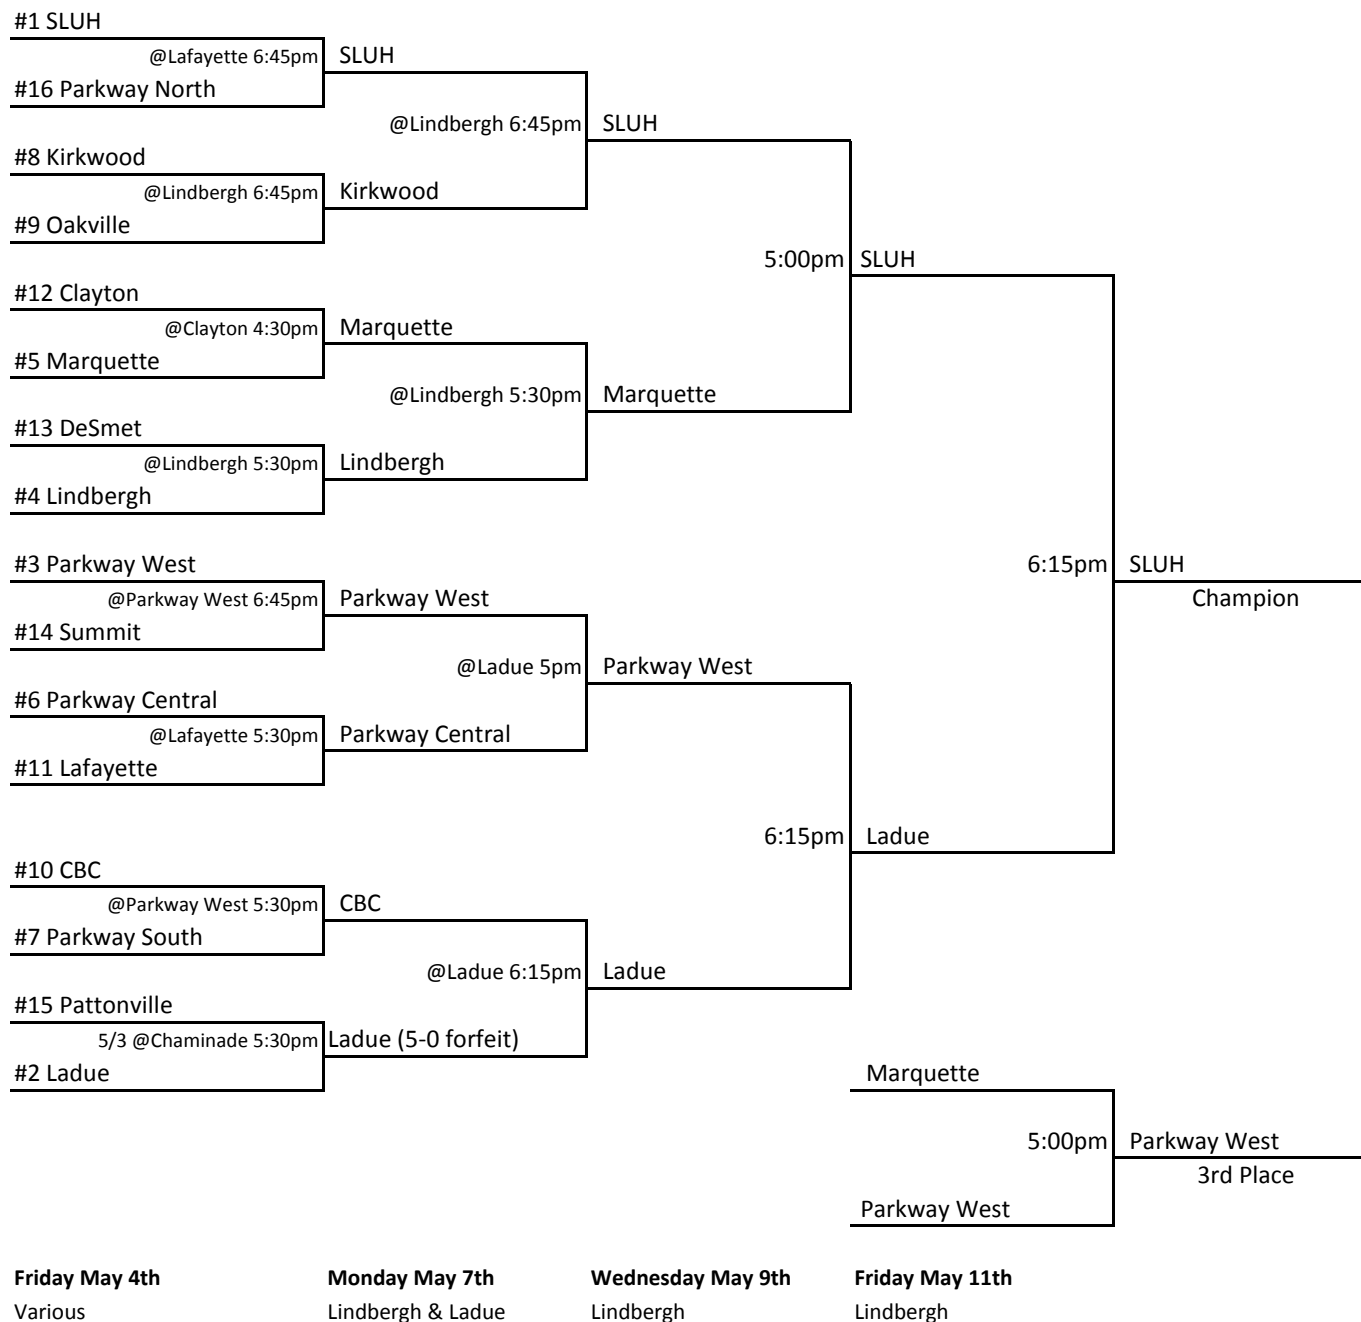 #1 SLUH
@Lafayette 6:45pm
SLUH
#16 Parkway North
@Lindbergh 6:45pm
SLUH
#8 Kirkwood
@Lindbergh 6:45pm
Kirkwood
#9 Oakville
5:00pm
SLUH
#12 Clayton
@Clayton 4:30pm
Marquette
#5 Marquette
@Lindbergh 5:30pm
Marquette
#13 DeSmet
@Lindbergh 5:30pm
Lindbergh
#4 Lindbergh
#3 Parkway West
6:15pm
SLUH
Champion
@Parkway West 6:45pm
Parkway West
#14 Summit
@Ladue 5pm
Parkway West
#6 Parkway Central
@Lafayette 5:30pm
Parkway Central
#11 Lafayette
6:15pm
Ladue
#10 CBC
@Parkway West 5:30pm
CBC
#7 Parkway South
@Ladue 6:15pm
Ladue
#15 Pattonville
5/3 @Chaminade 5:30pm
Ladue (5-0 forfeit)
#2 Ladue
Marquette
5:00pm
Parkway West
3rd Place
Parkway West
Friday May 4th
Monday May 7th
Wednesday May 9th
Friday May 11th
Various
Lindbergh & Ladue
Lindbergh
Lindbergh